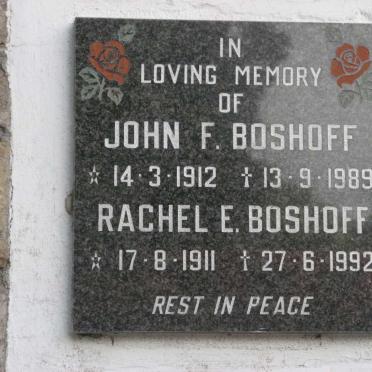 IN
LOVING MEMORY
OF
JOHN F. BOSHOFF
☆ 14·3·1912 † 13·9·1989
RACHEL E. BOSHOFF
☆ 17·8·1911 † 27·6·1992
REST IN PEACE